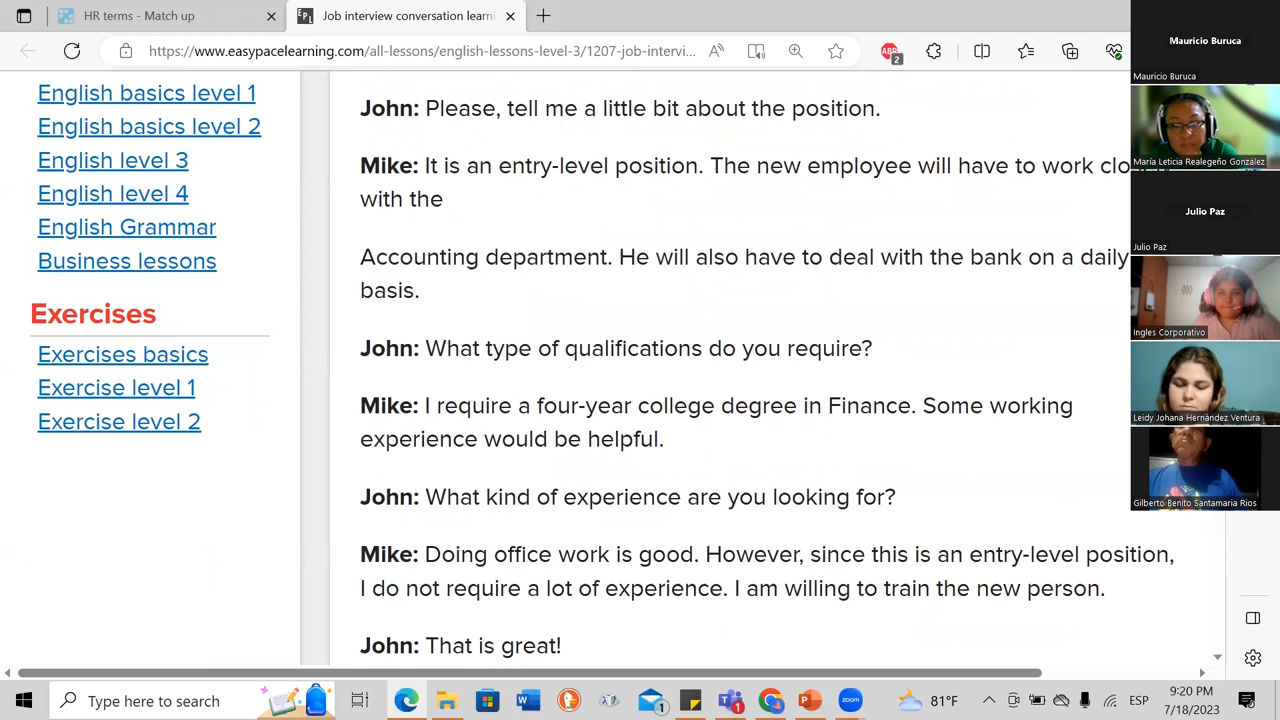 HR terms - Match up
Job interview conversation learni
https://www.easypacelearning.com/all-lessons/english-lessons-level-3/1207-job-intervi...
2
English basics level 1
English basics level 2
English level 3
English level 4
English Grammar
Business lessons
Exercises
Exercises basics
Exercise level 1
Exercise level 2
John: Please, tell me a little bit about the position.
Mike: It is an entry-level position. The new employee will have to work clo
with the
Accounting department. He will also have to deal with the bank on a daily
basis.
John: What type of qualifications do you require?
Mike: I require a four-year college degree in Finance. Some working
experience would be helpful.
John: What kind of experience are you looking for?
Mike: Doing office work is good. However, since this is an entry-level position,
I do not require a lot of experience. I am willing to train the new person.
John: That is great!
Mauricio Buruca
Mauricio Buruca
María Leticia Realegeño González
Julio Paz
Julio Paz
Ingles Corporativo
Leidy Johana Hernández Ventura
Gilberto Benito Santamaria Rios
Type here to search
1
1
81°F
ESP
9:20 PM
7/18/2023